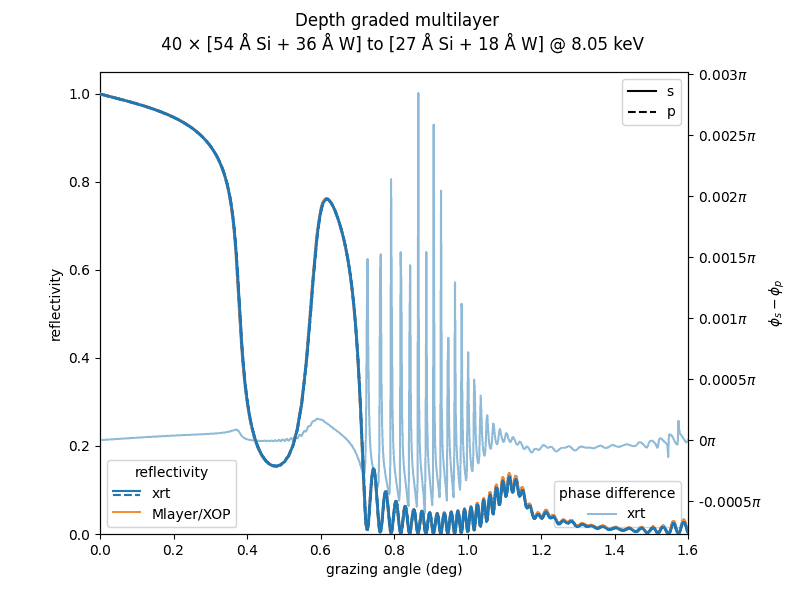 Depth graded multilayer
40 × [54 Å Si + 36 Å W] to [27 Å Si + 18 Å W] @ 8.05 keV
1.0
0.8
0.6
0.4
0.2
0.0
reflectivity
0.003π
0.0025π
0.002π
0.0015π
0.001π
0.0005π
0π
-0.0005π
ϕs − ϕp
s
p
reflectivity
xrt
Mlayer/XOP
phase difference
xrt
0.0 0.2 0.4 0.6 0.8 1.0 1.2 1.4 1.6
grazing angle (deg)